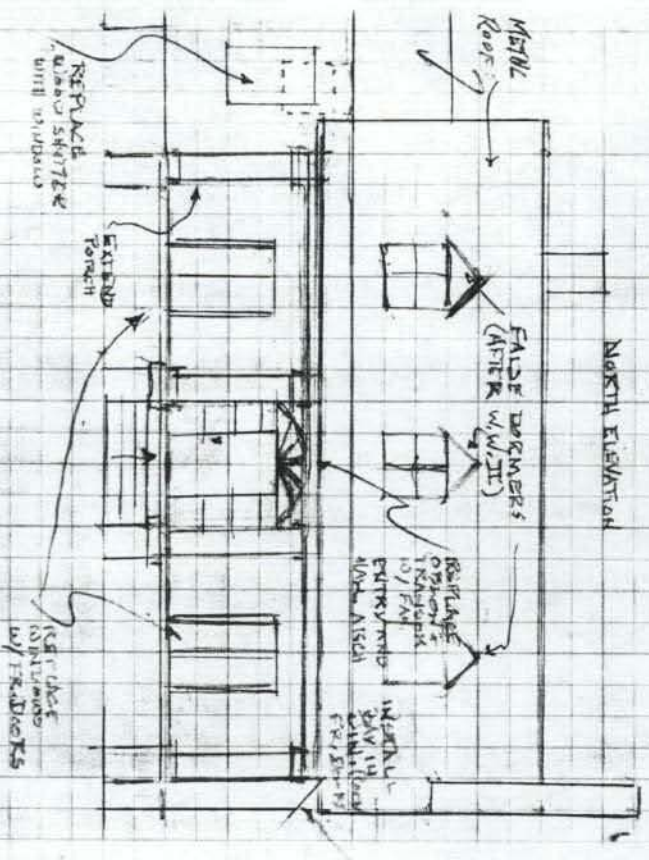 NORTH ELEVATION
METAL
ROOF
FALSE DORMERS
(AFTER W.W.II)
REPLACE
TRANSOM
W/ FAN
ENTRY AND
INSTALL
BAY IN
EXTEND
PORCH
REPLACE
WOOD SHUTTER
WITH WINDOW
REPLACE
WINDOWS
W/ FR. DOORS